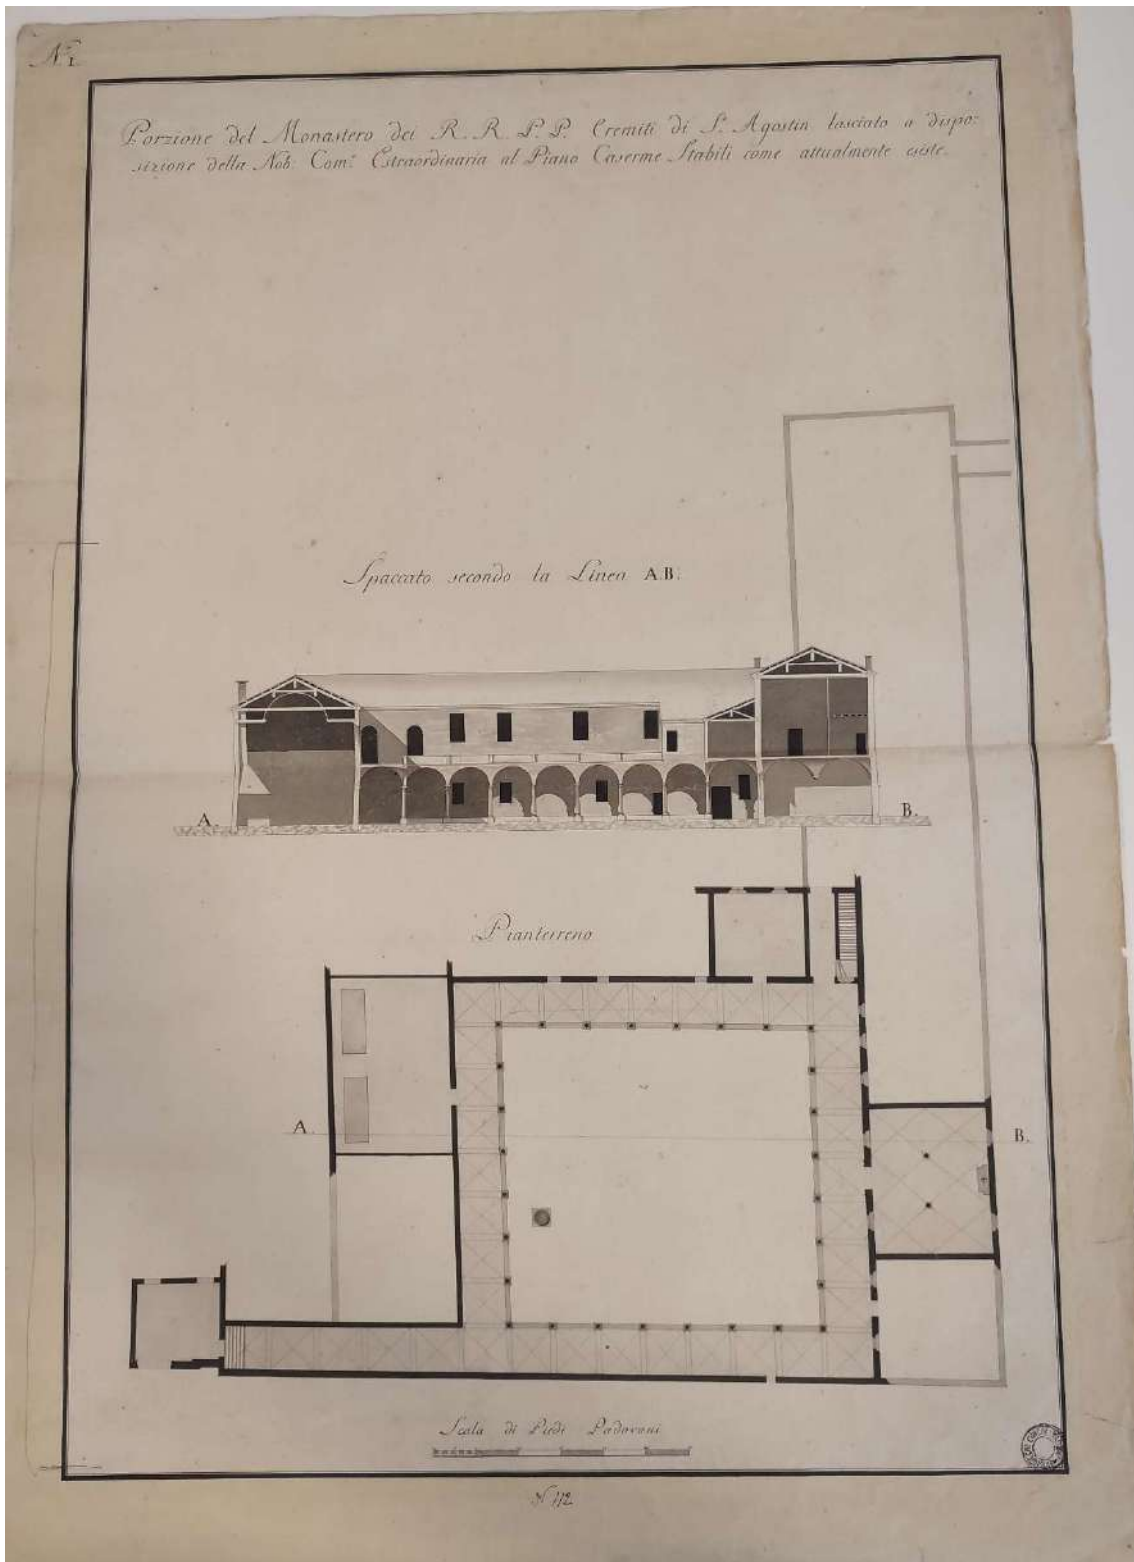 N.º 1
Porzione del Monastero dei R. R. P. P. Eremiti di S.t Agostin lasciato a dispo:
sizione della Nob: Com.e Estraordinaria al Piano Caserme Stabili come attualmente esiste.
Spaccato secondo la Linea A.B:
A. B.
Pianterreno
A. B.
Scala di Piedi Padovani
N 112